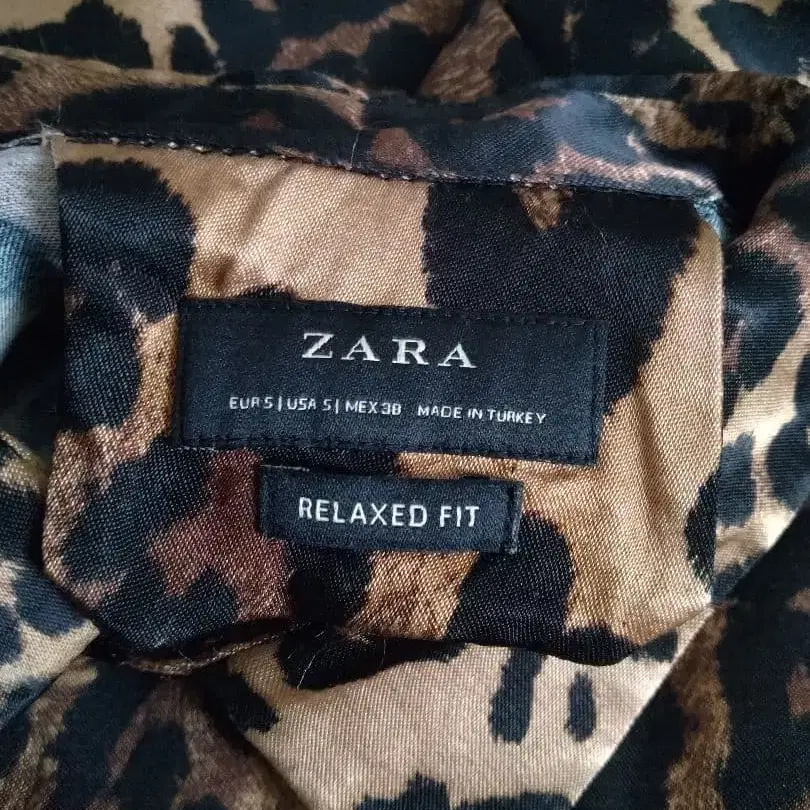 ZARA
EUR S | USA S | MEX 38 MADE IN TURKEY
RELAXED FIT